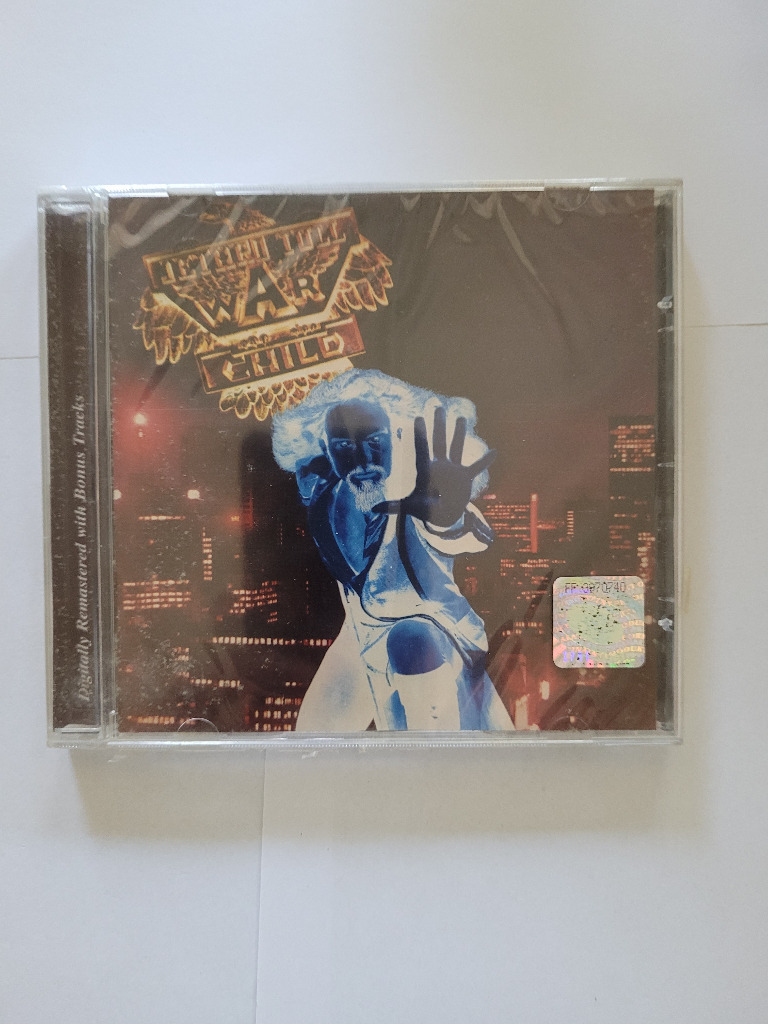 JETHRO TULL
WAR
CHILD
Digitally Remastered with Bonus Tracks